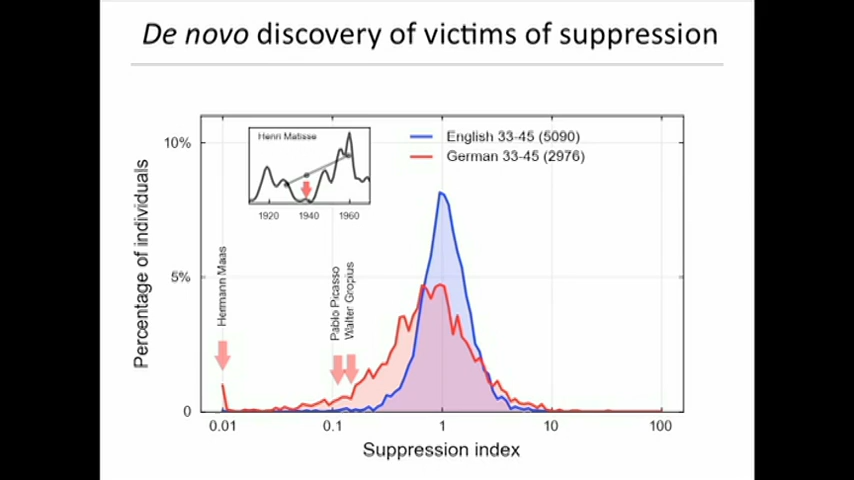 De novo discovery of victims of suppression
Henri Matisse
1920 1940 1960
English 33-45 (5090)
German 33-45 (2976)
Percentage of individuals
10%
5%
0
Hermann Maas
Pablo Picasso
Walter Gropius
0.01 0.1 1 10 100
Suppression index